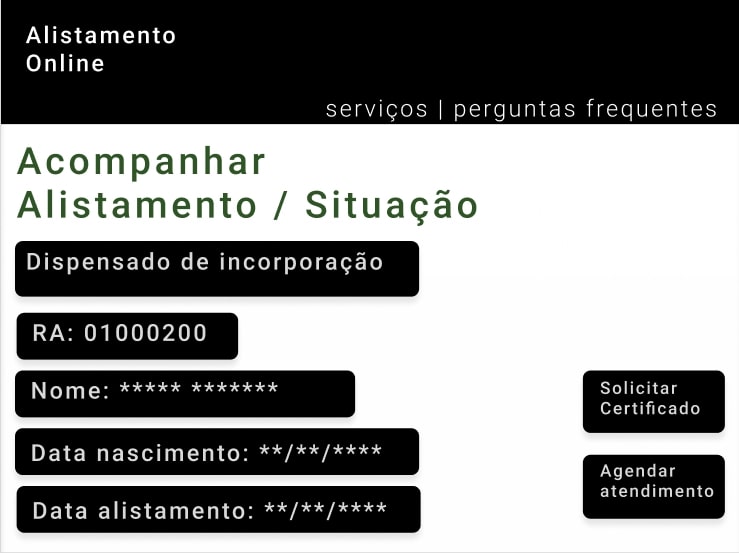 Alistamento
Online
serviços | perguntas frequentes
Acompanhar
Alistamento / Situação
Dispensado de incorporação
RA: 01000200
Nome: ***** *******
Solicitar
Certificado
Data nascimento: **/**/****
Agendar
atendimento
Data alistamento: **/**/****